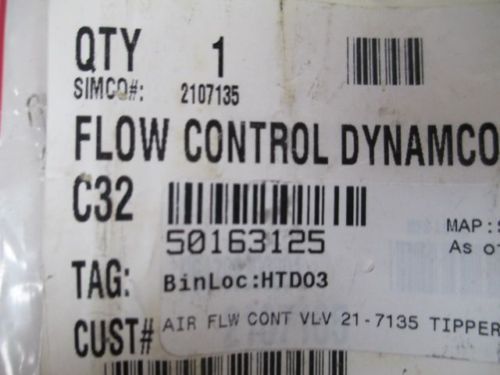 QTY 1
SIMCO#: 2107135
FLOW CONTROL DYNAMCO
C32
50163125
MAP:
As of
TAG:
BinLoc:HTDO3
CUST#
AIR FLW CONT VLV 21-7135 TIPPER